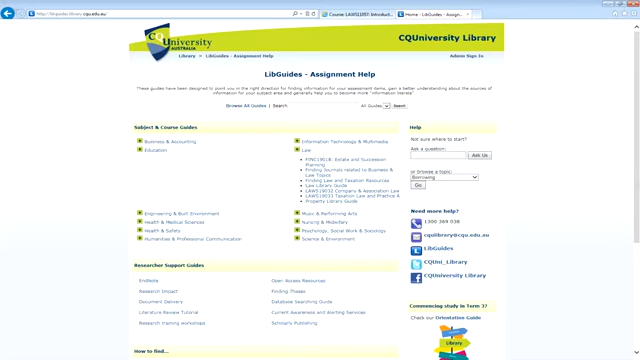 http://libguides.library.cqu.edu.au/
Course: LAWS11057: Introduct...
Home - LibGuides - Assignm...
CQUniversity
AUSTRALIA
CQUniversity Library
Library > LibGuides - Assignment Help
Admin Sign In
LibGuides - Assignment Help
These guides have been designed to point you in the right direction for finding information for your assessment items, gain a better understanding about the sources of
information for your subject area and generally help you to become more "information literate"
Browse All Guides | Search
All Guides
Search
Subject & Course Guides
Business & Accounting
Education
Information Technology & Multimedia
Law
FINC19018: Estate and Succession
Planning
Finding Journals related to Business &
Law Topics
Finding Law and Taxation Resources
Law Library Guide
LAWS19032 Company & Association Law
LAWS19033 Taxation Law and Practice A
Property Library Guide
Engineering & Built Environment
Health & Medical Sciences
Health & Safety
Humanities & Professional Communication
Music & Performing Arts
Nursing & Midwifery
Psychology, Social Work & Sociology
Science & Environment
Researcher Support Guides
EndNote
Research Impact
Document Delivery
Literature Review Tutorial
Research training workshops
Open Access Resources
Finding Theses
Database Searching Guide
Current Awareness and Alerting Services
Scholarly Publishing
How to find...
Help
Not sure where to start?
Ask a question:
Ask Us
or browse a topic:
Borrowing
Go
Need more help?
1300 369 038
cqulibrary@cqu.edu.au
LibGuides
CQUni_Library
CQUniversity Library
Commencing study in Term 3?
Check our Orientation Guide
Library